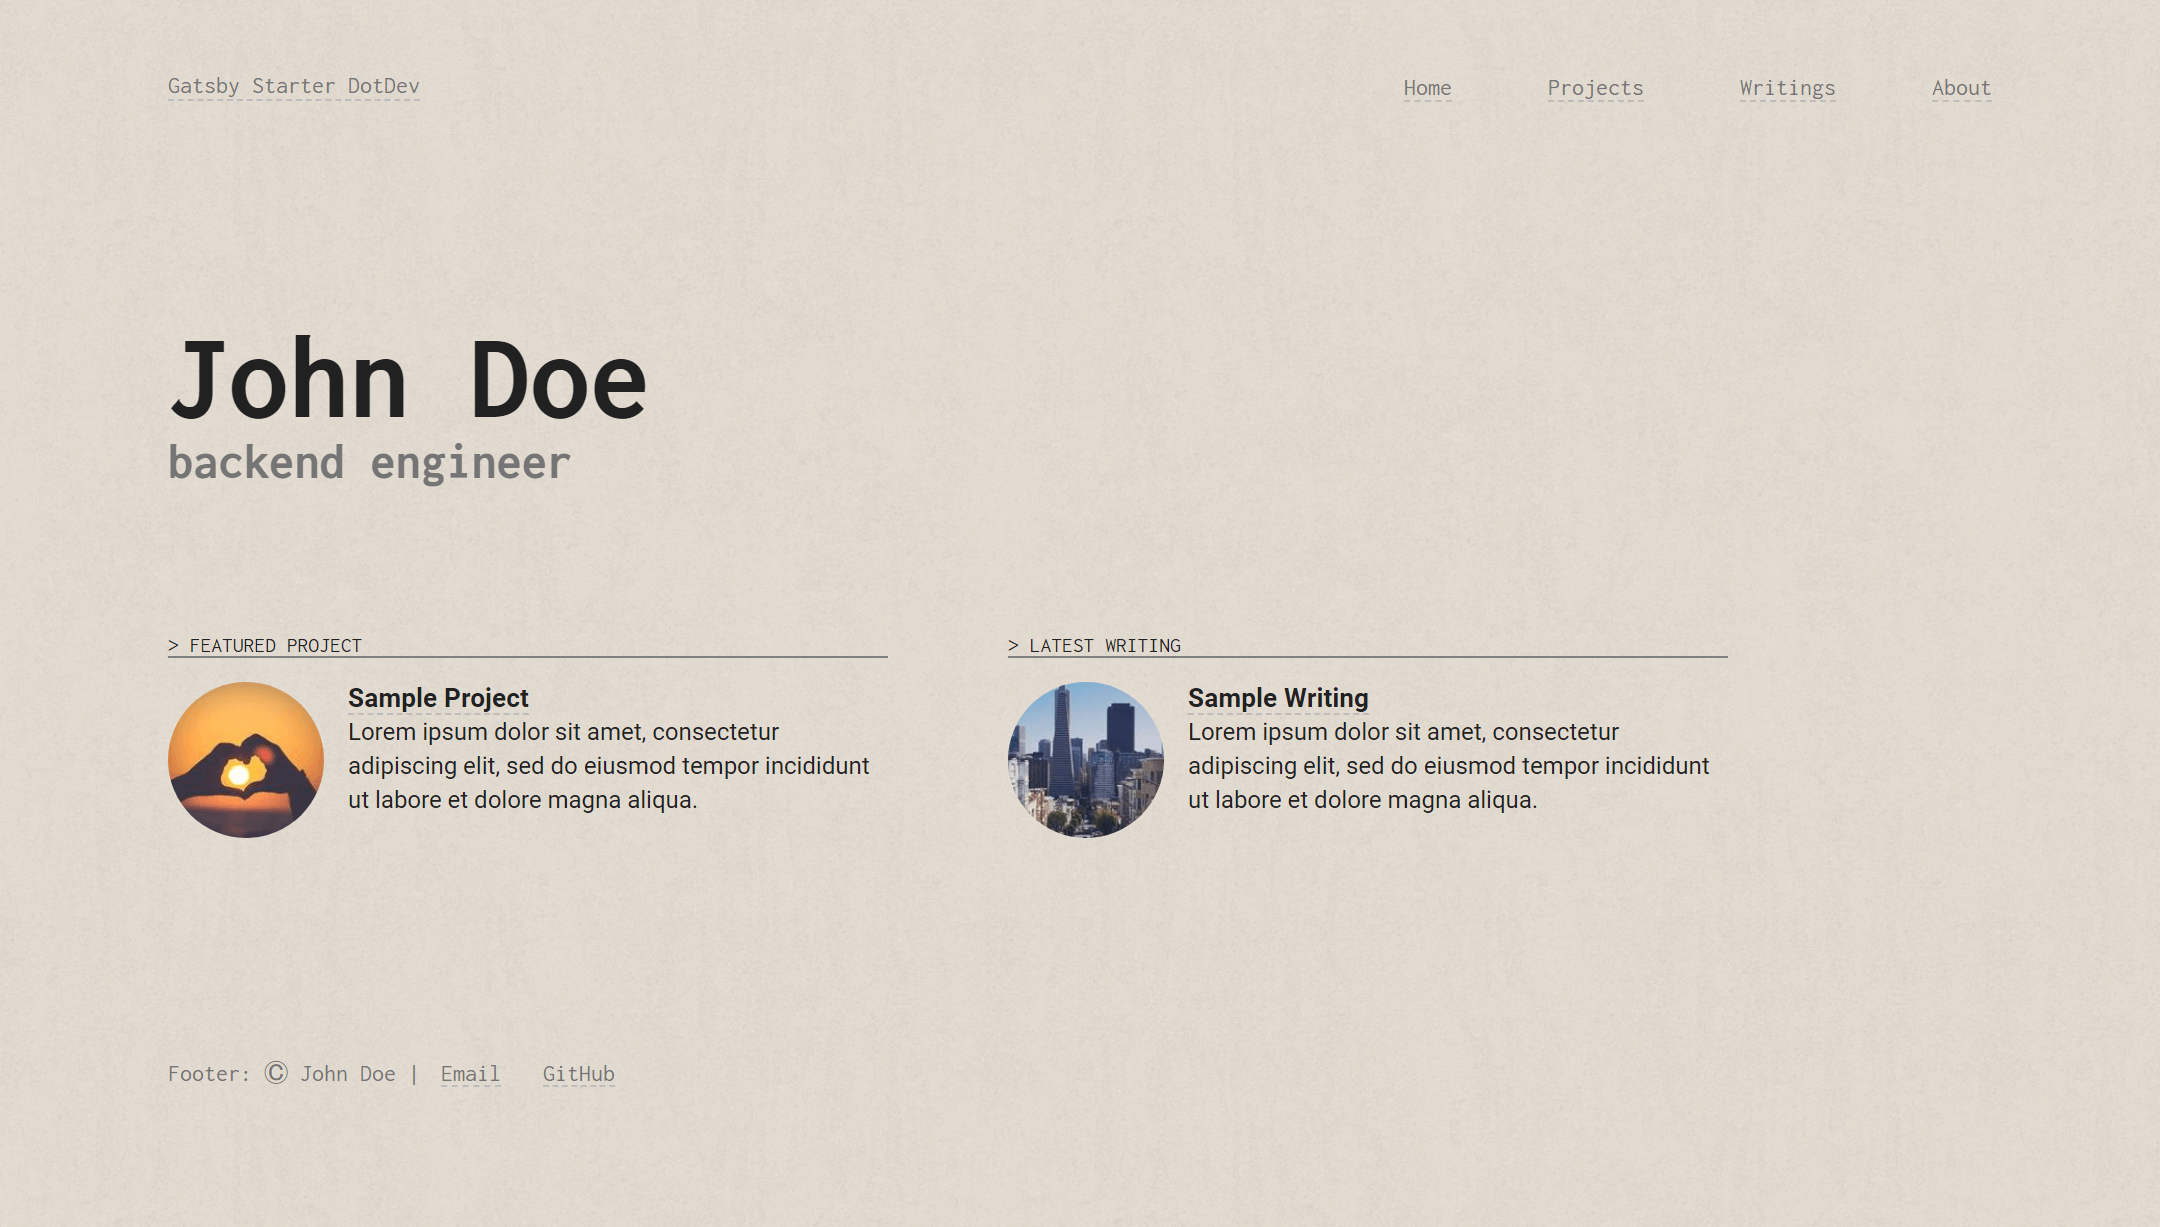 Gatsby Starter DotDev
Home Projects Writings About
John Doe
backend engineer
> FEATURED PROJECT
Sample Project
Lorem ipsum dolor sit amet, consectetur
adipiscing elit, sed do eiusmod tempor incididunt
ut labore et dolore magna aliqua.
> LATEST WRITING
Sample Writing
Lorem ipsum dolor sit amet, consectetur
adipiscing elit, sed do eiusmod tempor incididunt
ut labore et dolore magna aliqua.
Footer: © John Doe | Email GitHub